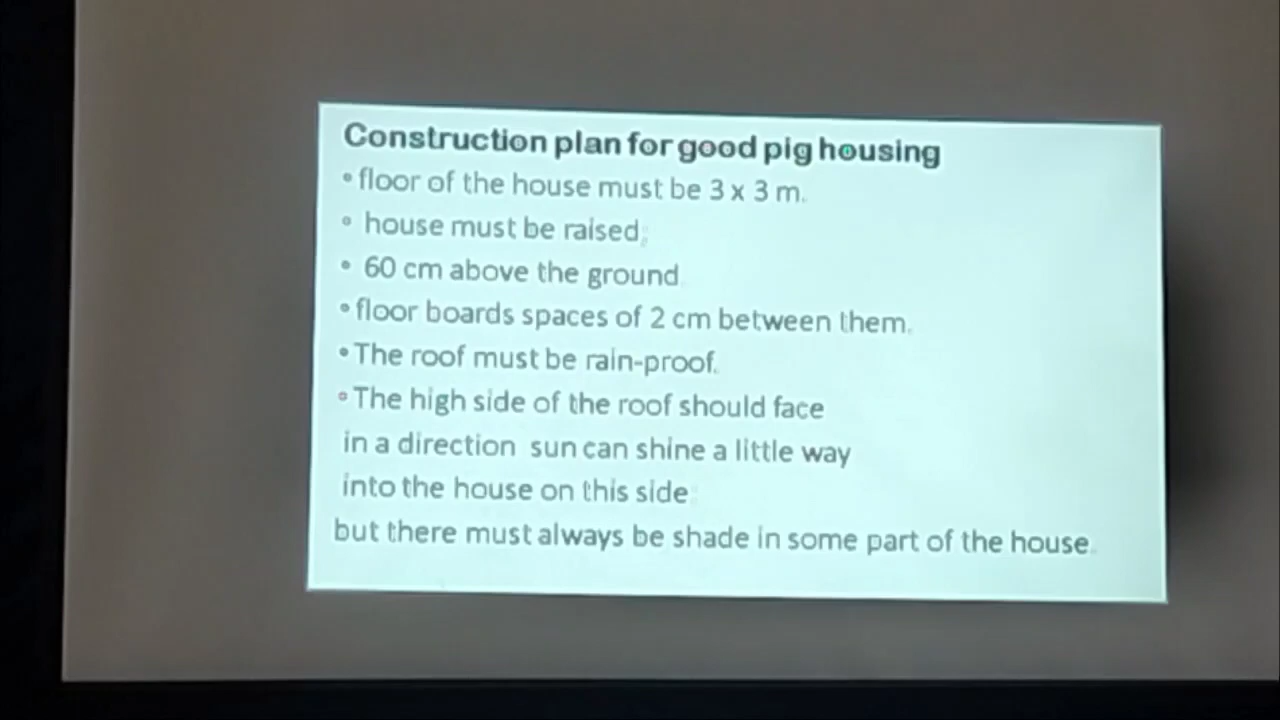 Construction plan for good pig housing
• floor of the house must be 3 x 3 m.
• house must be raised;
• 60 cm above the ground
• floor boards spaces of 2 cm between them.
• The roof must be rain-proof.
• The high side of the roof should face
in a direction sun can shine a little way
into the house on this side
but there must always be shade in some part of the house.